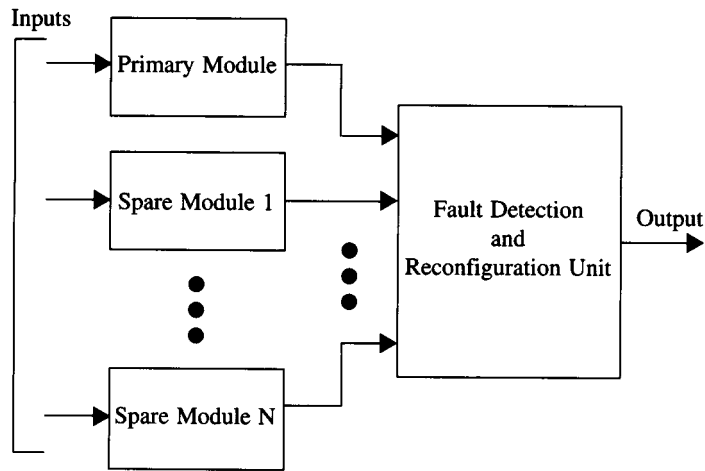 Inputs
Primary Module
Spare Module 1
Fault Detection
and
Reconfiguration Unit
Output
Spare Module N